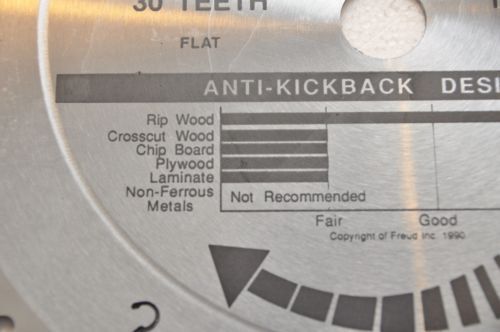 30 TEETH
FLAT
ANTI-KICKBACK
Rip Wood
Crosscut Wood
Chip Board
Plywood
Laminate
Non-Ferrous
Metals
Not Recommended
Fair Good
Copyright of Freud Inc. 1990